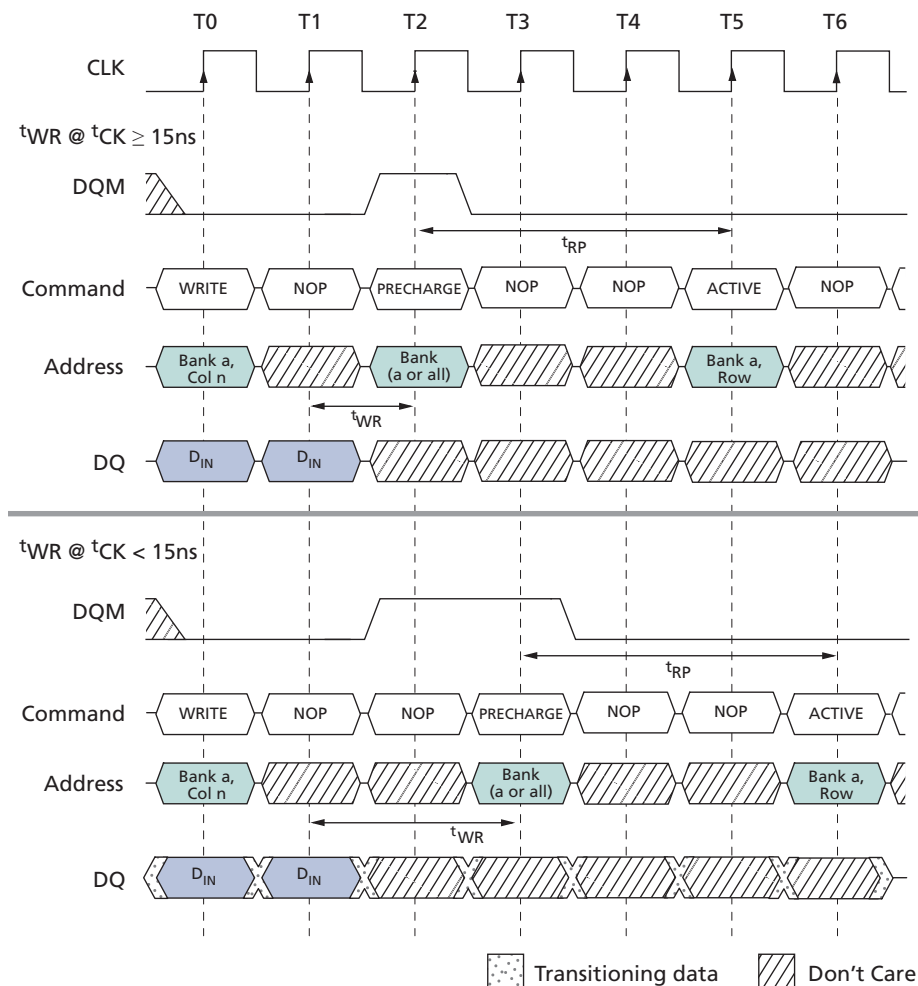 T0 T1 T2 T3 T4 T5 T6
CLK
tWR @ tCK ≥ 15ns
DQM
tRP
Command WRITE NOP PRECHARGE NOP NOP ACTIVE NOP
Address Bank a, Col n Bank (a or all) Bank a, Row
tWR
DQ DIN DIN
tWR @ tCK < 15ns
DQM
tRP
Command WRITE NOP NOP PRECHARGE NOP NOP ACTIVE
Address Bank a, Col n Bank (a or all) Bank a, Row
tWR
DQ DIN DIN
Transitioning data Don't Care